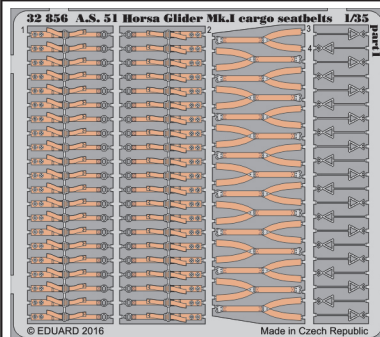 32 856 A.S. 51 Horsa Glider Mk.I cargo seatbelts 1/35
part I
1
2
3
4
© EDUARD 2016
Made in Czech Republic